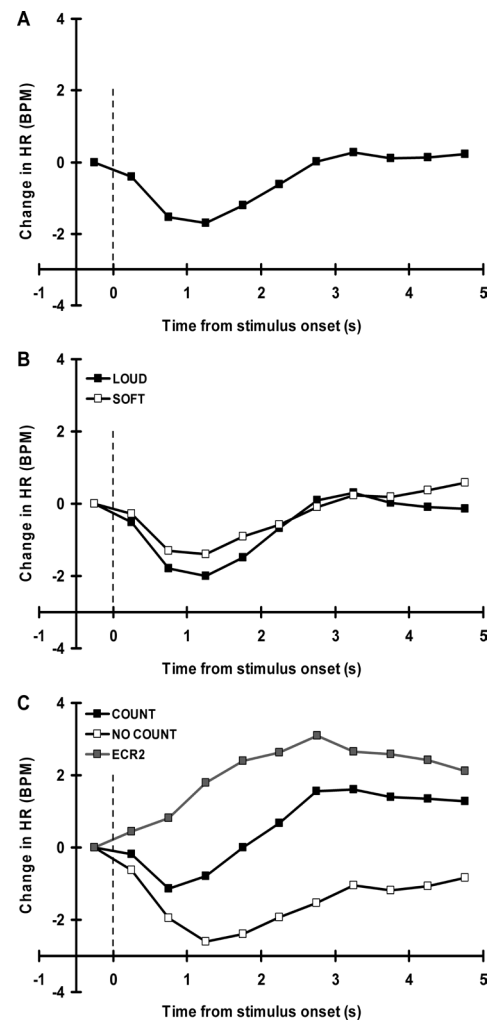 A
4
2
0
-2
-4
Change in HR (BPM)
-1 0 1 2 3 4 5
Time from stimulus onset (s)
B
4
LOUD
SOFT
2
0
-2
-4
Change in HR (BPM)
-1 0 1 2 3 4 5
Time from stimulus onset (s)
C
4
COUNT
NO COUNT
ECR2
2
0
-2
-4
Change in HR (BPM)
-1 0 1 2 3 4 5
Time from stimulus onset (s)